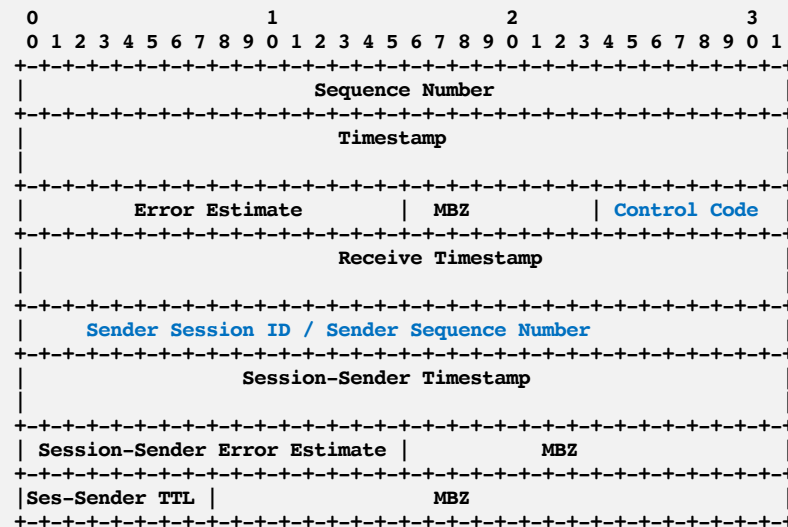 0                   1                   2                   3
 0 1 2 3 4 5 6 7 8 9 0 1 2 3 4 5 6 7 8 9 0 1 2 3 4 5 6 7 8 9 0 1
+-+-+-+-+-+-+-+-+-+-+-+-+-+-+-+-+-+-+-+-+-+-+-+-+-+-+-+-+-+-+-+-+
|                        Sequence Number                        |
+-+-+-+-+-+-+-+-+-+-+-+-+-+-+-+-+-+-+-+-+-+-+-+-+-+-+-+-+-+-+-+-+
|                          Timestamp                            |
|                                                               |
+-+-+-+-+-+-+-+-+-+-+-+-+-+-+-+-+-+-+-+-+-+-+-+-+-+-+-+-+-+-+-+-+
|         Error Estimate        |  MBZ          | Control Code  |
+-+-+-+-+-+-+-+-+-+-+-+-+-+-+-+-+-+-+-+-+-+-+-+-+-+-+-+-+-+-+-+-+
|                          Receive Timestamp                    |
|                                                               |
+-+-+-+-+-+-+-+-+-+-+-+-+-+-+-+-+-+-+-+-+-+-+-+-+-+-+-+-+-+-+-+-+
|     Sender Session ID / Sender Sequence Number                |
+-+-+-+-+-+-+-+-+-+-+-+-+-+-+-+-+-+-+-+-+-+-+-+-+-+-+-+-+-+-+-+-+
|                  Session-Sender Timestamp                     |
|                                                               |
+-+-+-+-+-+-+-+-+-+-+-+-+-+-+-+-+-+-+-+-+-+-+-+-+-+-+-+-+-+-+-+-+
| Session-Sender Error Estimate |           MBZ                 |
+-+-+-+-+-+-+-+-+-+-+-+-+-+-+-+-+-+-+-+-+-+-+-+-+-+-+-+-+-+-+-+-+
|Ses-Sender TTL |                  MBZ                          |
+-+-+-+-+-+-+-+-+-+-+-+-+-+-+-+-+-+-+-+-+-+-+-+-+-+-+-+-+-+-+-+-+